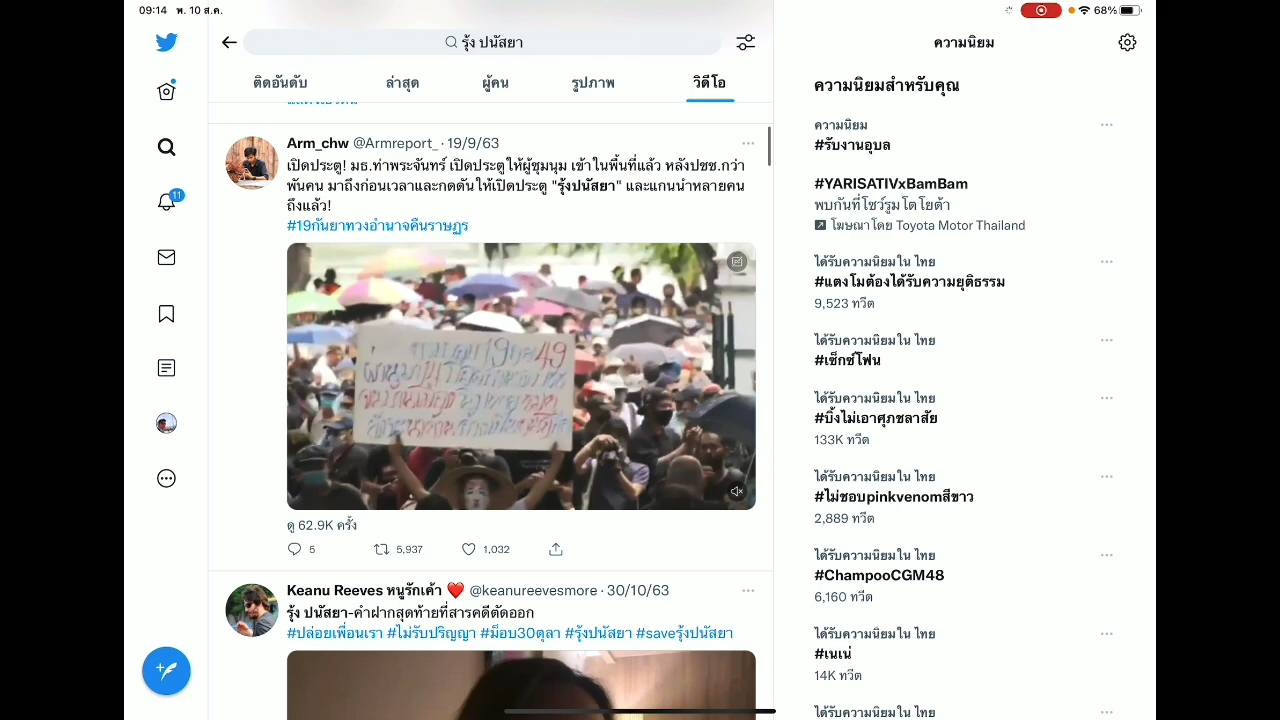 09:14 พ. 10 ส.ค.
68%
รุ้ง ปนัสยา
ติดอันดับ
ล่าสุด
ผู้คน
รูปภาพ
วิดีโอ
11
Arm_chw @Armreport_ · 19/9/63
เปิดประตู! มธ.ท่าพระจันทร์ เปิดประตูให้ผู้ชุมนุม เข้าในพื้นที่แล้ว หลังปชช.กว่า
พันคน มาถึงก่อนเวลาและกดดันให้เปิดประตู "รุ้งปนัสยา" และแกนนำหลายคน
ถึงแล้ว!
#19กันยาทวงอำนาจคืนราษฎร
ดู 62.9K ครั้ง
5
5,937
1,032
Keanu Reeves หนูรักเค้า ❤️ @keanureevesmore · 30/10/63
รุ้ง ปนัสยา-คำฝากสุดท้ายที่สารคดีตัดออก
#ปล่อยเพื่อนเรา #ไม่รับปริญญา #ม็อบ30ตุลา #รุ้งปนัสยา #saveรุ้งปนัสยา
ความนิยม
ความนิยมสำหรับคุณ
ความนิยม
#รับงานอุบล
#YARISATIVxBamBam
พบกันที่โชว์รูมโตโยต้า
โฆษณาโดย Toyota Motor Thailand
ได้รับความนิยมใน ไทย
#แตงโมต้องได้รับความยุติธรรม
9,523 ทวีต
ได้รับความนิยมใน ไทย
#เซ็กซ์โฟน
ได้รับความนิยมใน ไทย
#บิ้งไม่เอาศุภชลาสัย
133K ทวีต
ได้รับความนิยมใน ไทย
#ไม่ชอบpinkvenomสีขาว
2,889 ทวีต
ได้รับความนิยมใน ไทย
#ChampooCGM48
6,160 ทวีต
ได้รับความนิยมใน ไทย
#เนเน่
14K ทวีต
ได้รับความนิยมใน ไทย